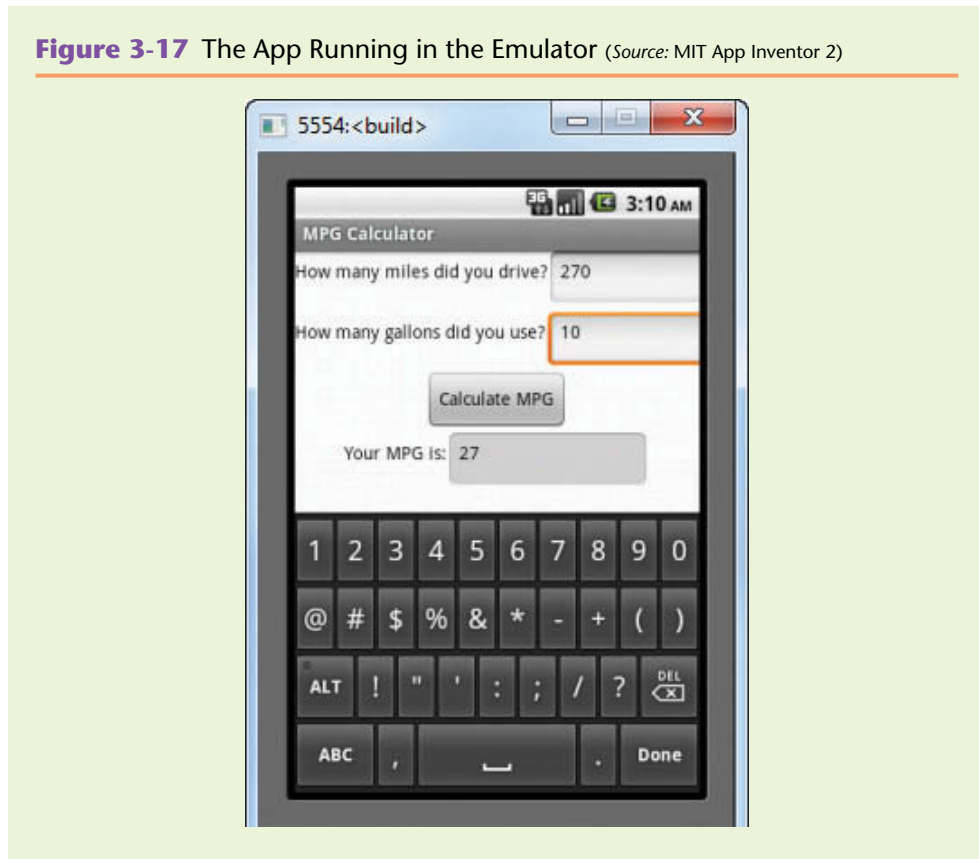 Figure 3-17 The App Running in the Emulator (Source: MIT App Inventor 2)
5554:<build>
3G 3:10 AM
MPG Calculator
How many miles did you drive? 270
How many gallons did you use? 10
Calculate MPG
Your MPG is: 27
1 2 3 4 5 6 7 8 9 0
@ # $ % & * - + ( )
ALT ! " ' : ; / ? DEL
ABC , . Done